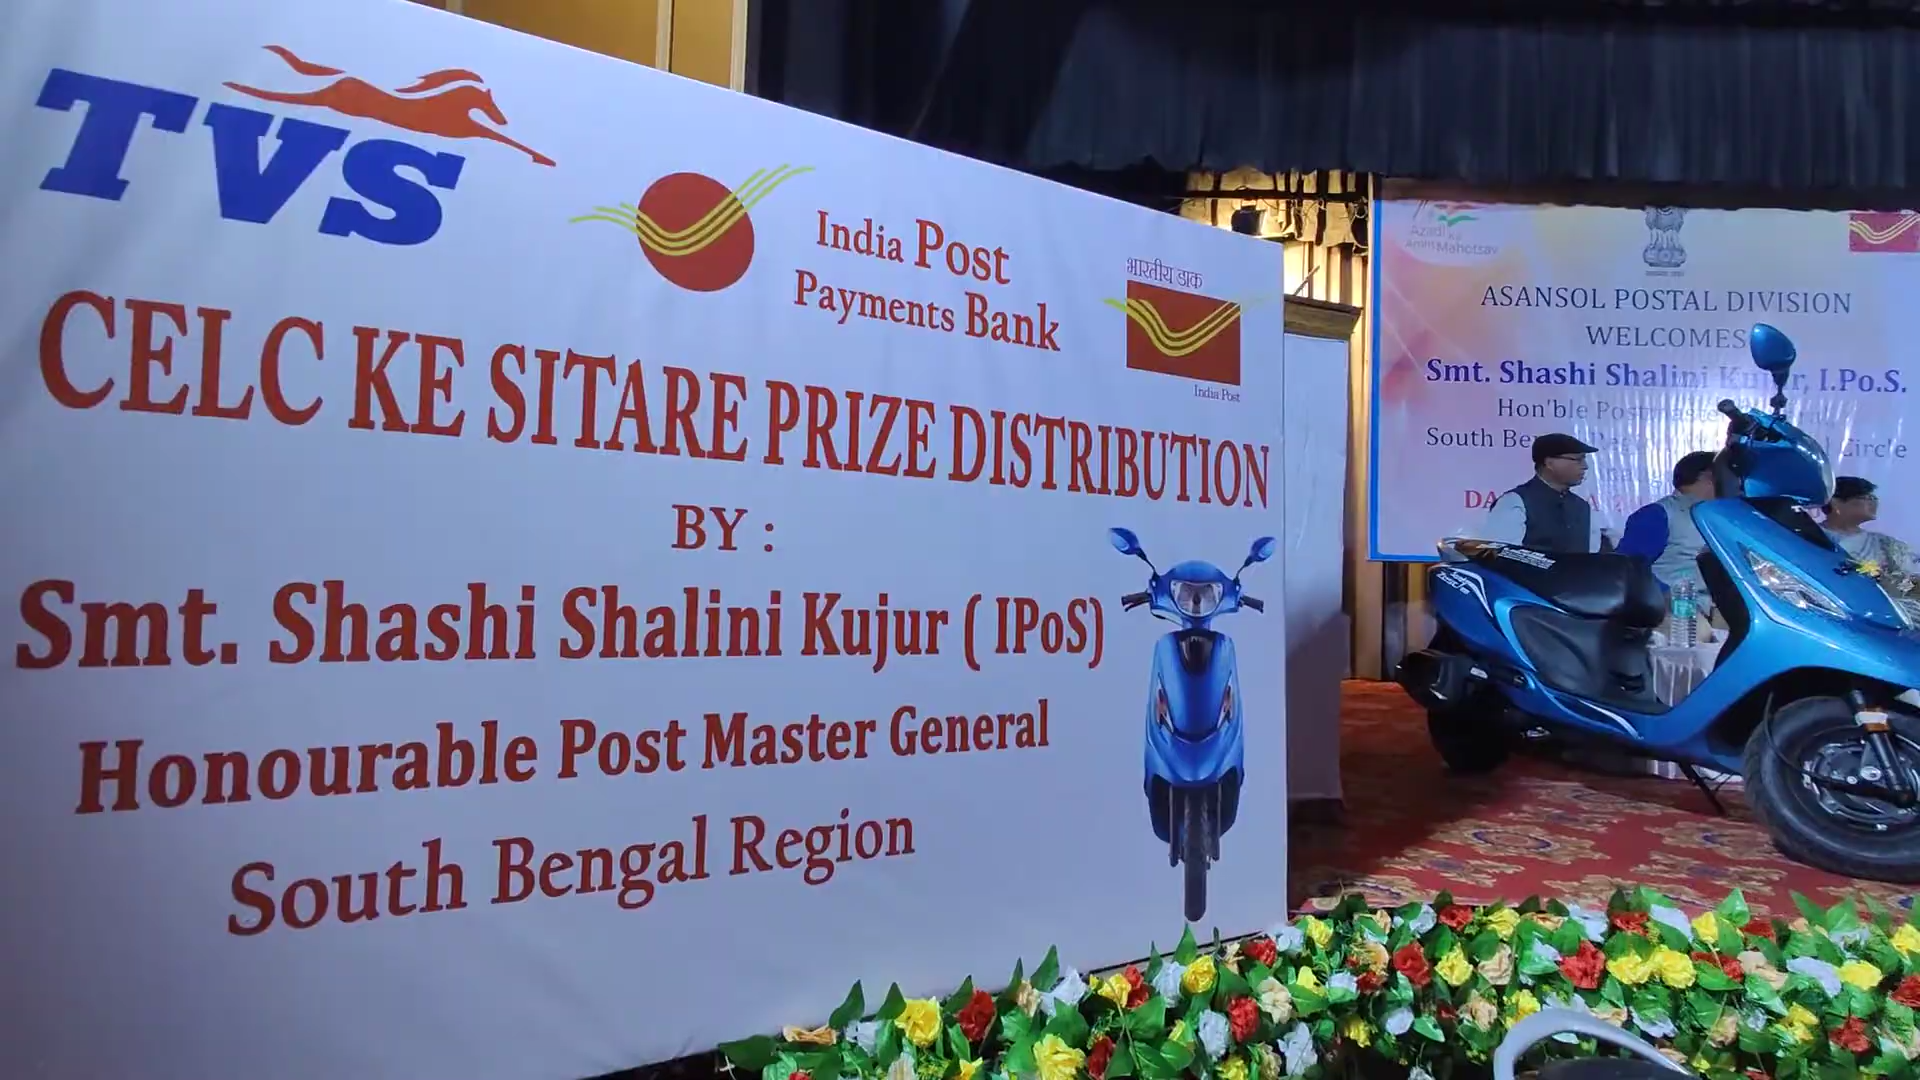 TVS
India Post
Payments Bank
भारतीय डाक
India Post
CELC KE SITARE PRIZE DISTRIBUTION
BY :
Smt. Shashi Shalini Kujur ( IPoS)
Honourable Post Master General
South Bengal Region
Azadi Ka
Amrit Mahotsav
ASANSOL POSTAL DIVISION
WELCOMES
Smt. Shashi Shalini Kujur, I.Po.S.
Hon'ble
South
Circle